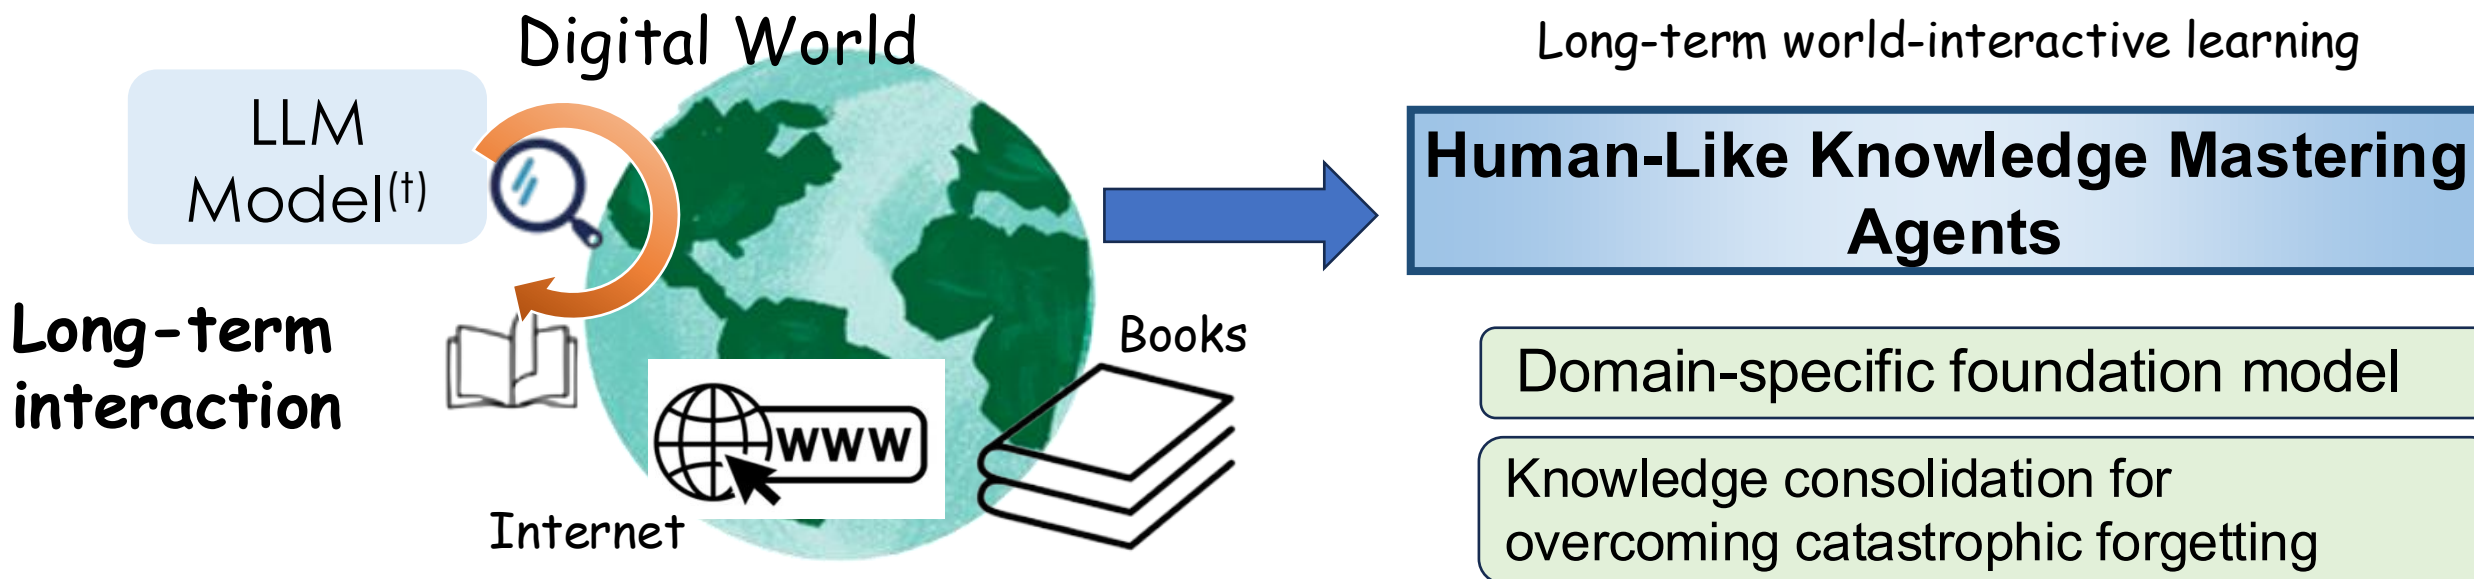 Digital World
LLM
Model⁽ᵗ⁾
Long-term
interaction
Books
WWW
Internet
Long-term world-interactive learning
Human-Like Knowledge Mastering
Agents
Domain-specific foundation model
Knowledge consolidation for
overcoming catastrophic forgetting